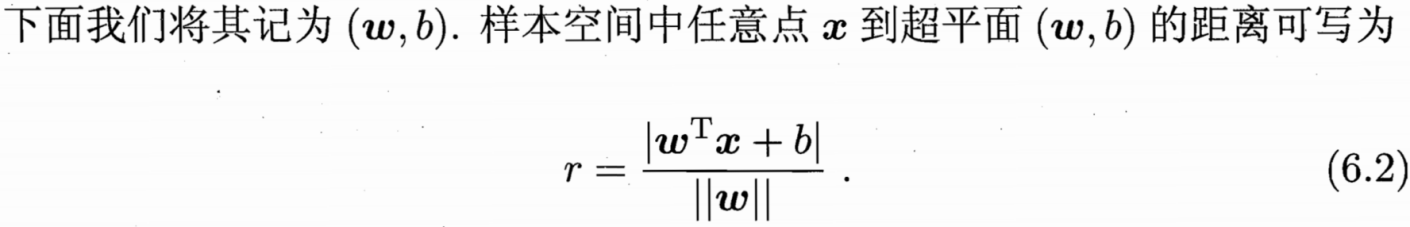 下面我们将其记为 (w, b). 样本空间中任意点 x 到超平面 (w, b) 的距离可写为
r = |wᵀx + b| / ||w|| . (6.2)